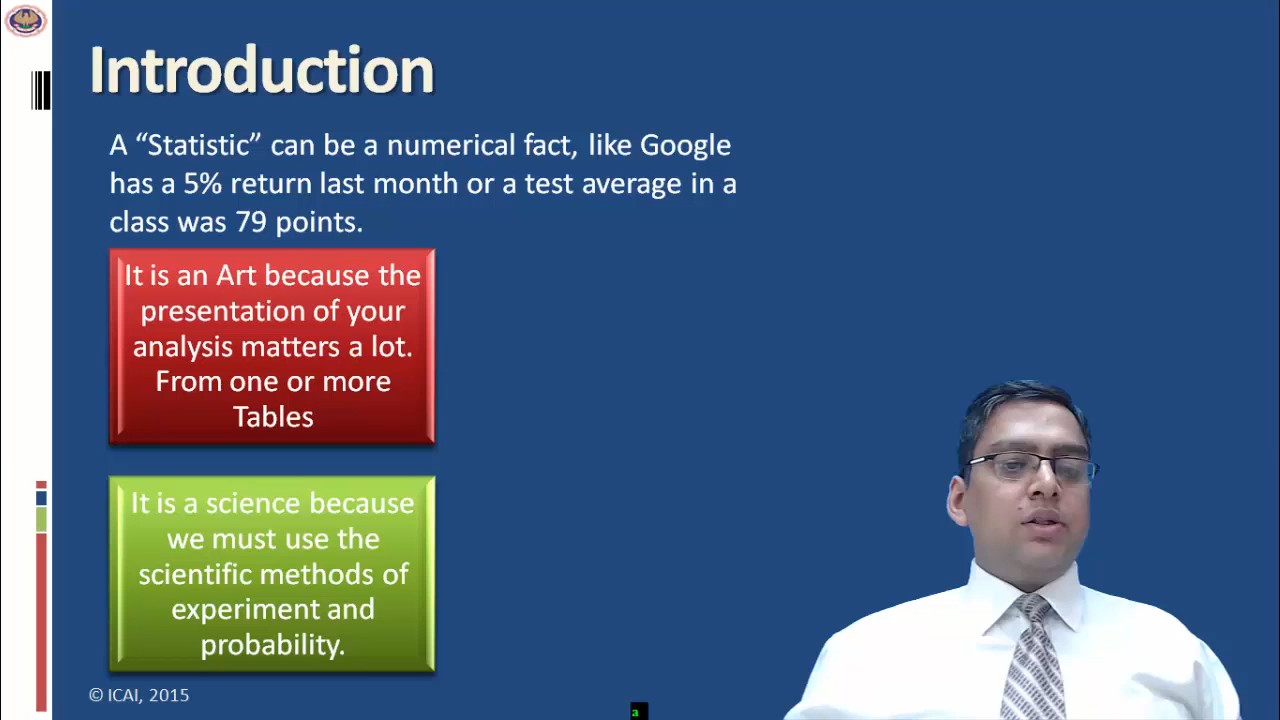 Introduction
A “Statistic” can be a numerical fact, like Google
has a 5% return last month or a test average in a
class was 79 points.
It is an Art because the
presentation of your
analysis matters a lot.
From one or more
Tables
It is a science because
we must use the
scientific methods of
experiment and
probability.
© ICAI, 2015
a